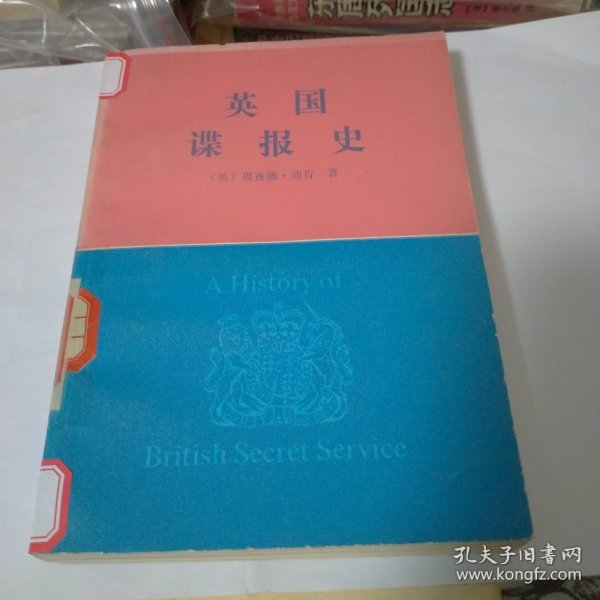 英国
谍报史
〔英〕理查德·迪肯 著
A History of
British Secret Service
孔夫子旧书网
www.kongfz.com